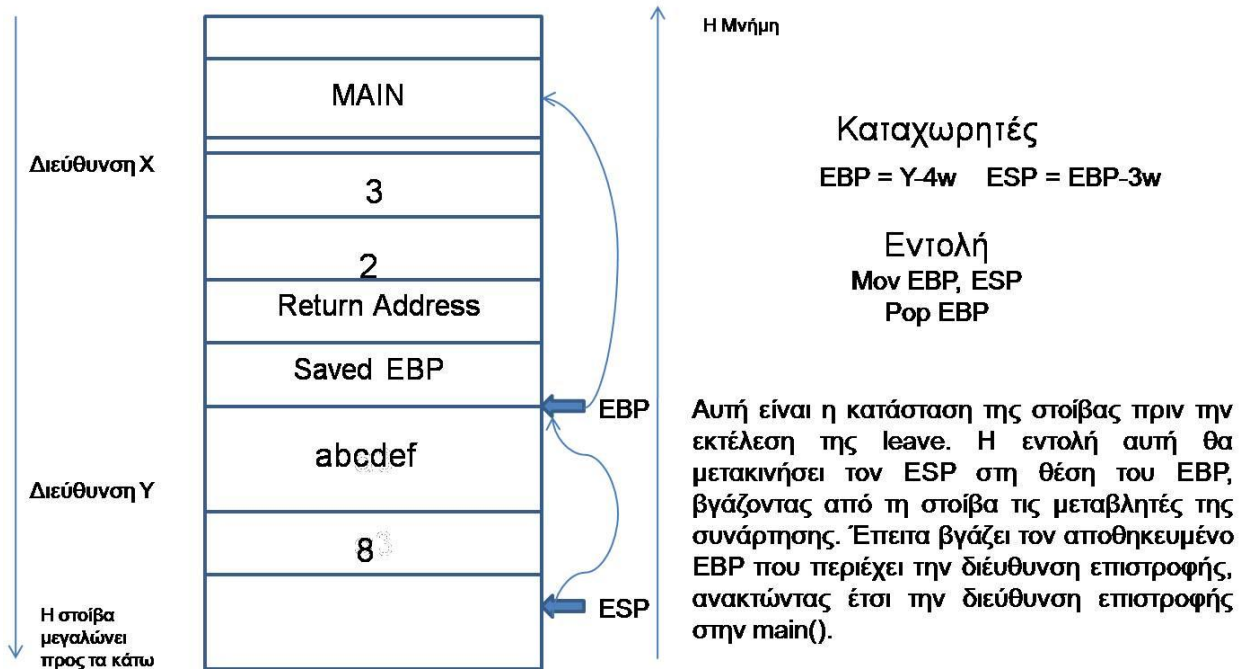 Η Μνήμη
MAIN
Καταχωρητές
Διεύθυνση Χ
EBP = Y-4w ESP = EBP-3w
3
Εντολή
2
Mov EBP, ESP
Return Address
Pop EBP
Saved EBP
EBP
abcdef
Διεύθυνση Υ
8
ESP
Η στοίβα
μεγαλώνει
προς τα κάτω
Αυτή είναι η κατάσταση της στοίβας πριν την
εκτέλεση της leave. Η εντολή αυτή θα
μετακινήσει τον ESP στη θέση του EBP,
βγάζοντας από τη στοίβα τις μεταβλητές της
συνάρτησης. Έπειτα βγάζει τον αποθηκευμένο
EBP που περιέχει την διέυθυνση επιστροφής,
ανακτώντας έτσι την διεύθυνση επιστροφής
στην main().